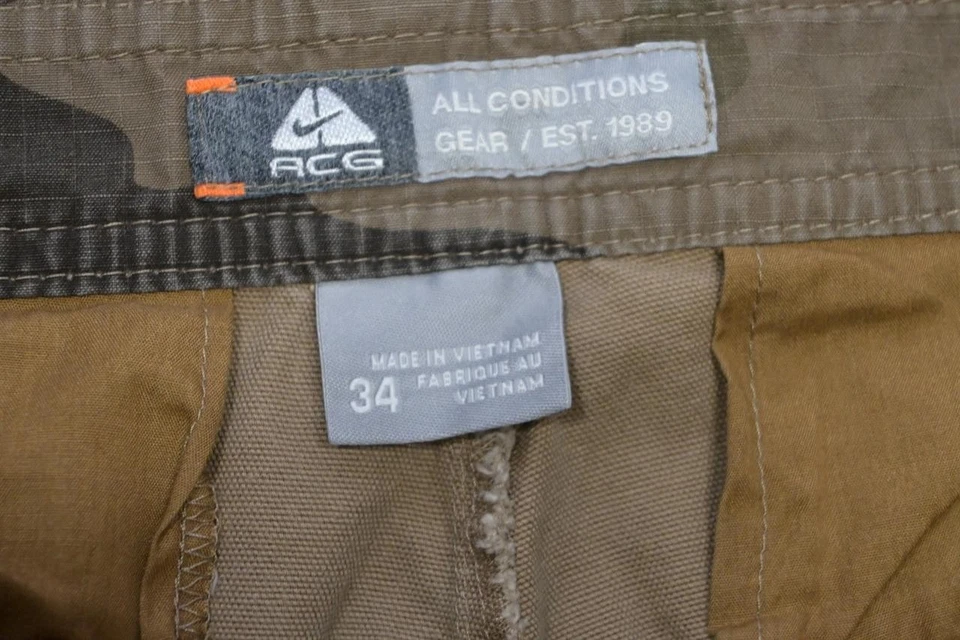 ACG
ALL CONDITIONS
GEAR / EST. 1989
34
MADE IN VIETNAM
FABRIQUE AU
VIETNAM